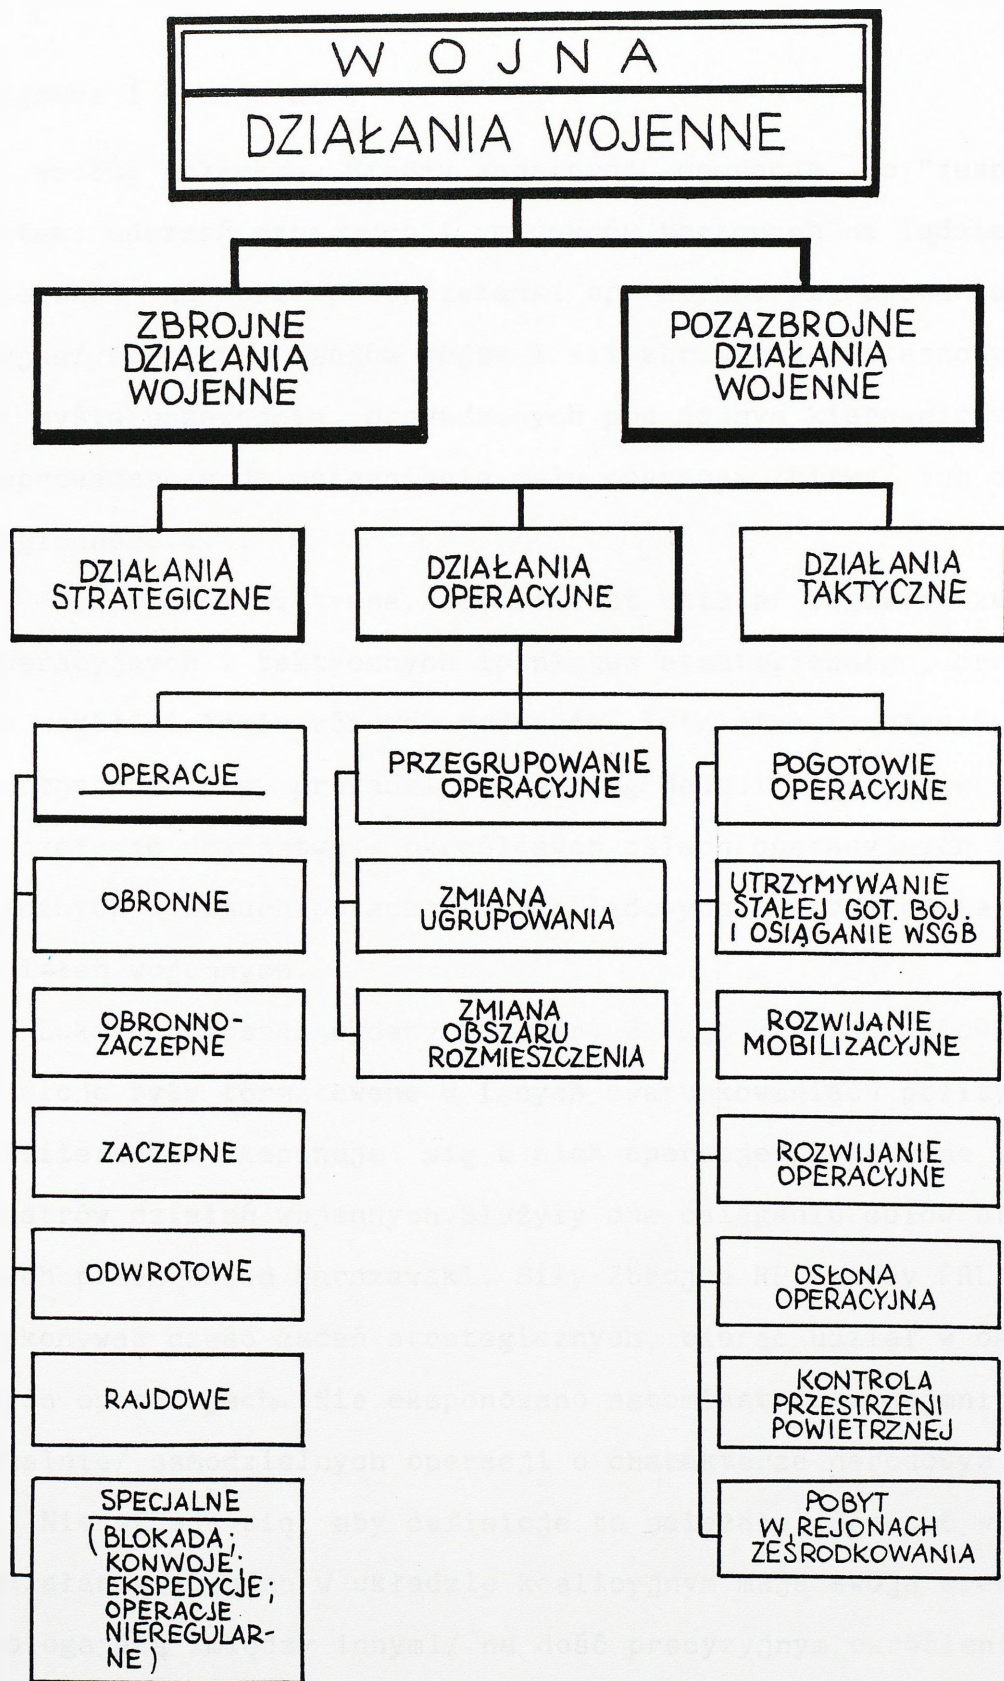 WOJNA
DZIAŁANIA WOJENNE
ZBROJNE
DZIAŁANIA
WOJENNE
POZAZBROJNE
DZIAŁANIA
WOJENNE
DZIAŁANIA
STRATEGICZNE
DZIAŁANIA
OPERACYJNE
DZIAŁANIA
TAKTYCZNE
OPERACJE
OBRONNE
OBRONNO-
ZACZEPNE
ZACZEPNE
ODWROTOWE
RAJDOWE
SPECJALNE
(BLOKADA;
KONWOJE;
EKSPEDYCJE;
OPERACJE
NIEREGULAR-
NE)
PRZEGRUPOWANIE
OPERACYJNE
ZMIANA
UGRUPOWANIA
ZMIANA
OBSZARU
ROZMIESZCZENIA
POGOTOWIE
OPERACYJNE
UTRZYMYWANIE
STAŁEJ GOT. BOJ.
I OSIĄGANIE WSGB
ROZWIJANIE
MOBILIZACYJNE
ROZWIJANIE
OPERACYJNE
OSŁONA
OPERACYJNA
KONTROLA
PRZESTRZENI
POWIETRZNEJ
POBYT
W REJONACH
ZEŚRODKOWANIA